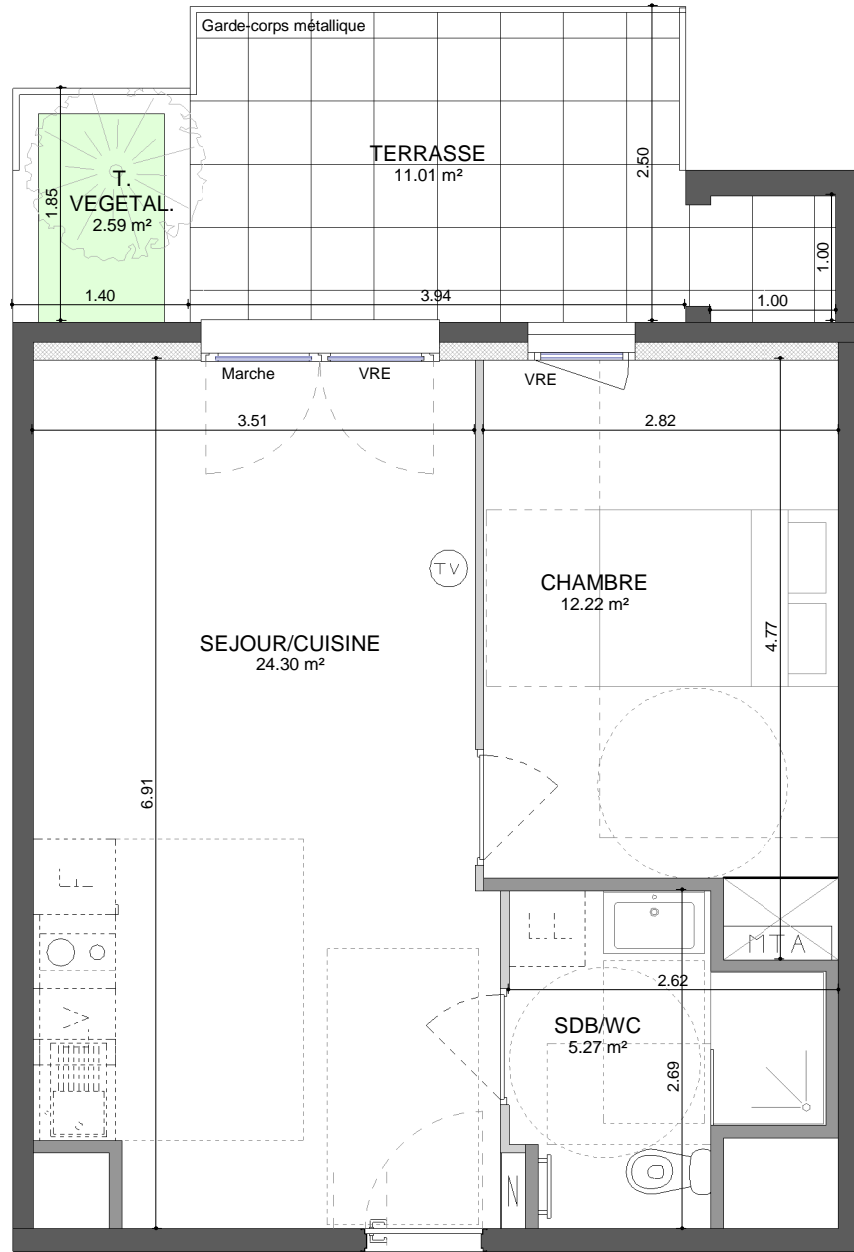 Garde-corps métallique
TERRASSE
11.01 m²
2.50
T.
VEGETAL.
2.59 m²
1.85
1.00
1.40
3.94
1.00
Marche
VRE
VRE
3.51
2.82
TV
CHAMBRE
12.22 m²
4.77
SEJOUR/CUISINE
24.30 m²
6.91
F
LL
MTA
2.62
LV
SDB/WC
5.27 m²
2.69
N